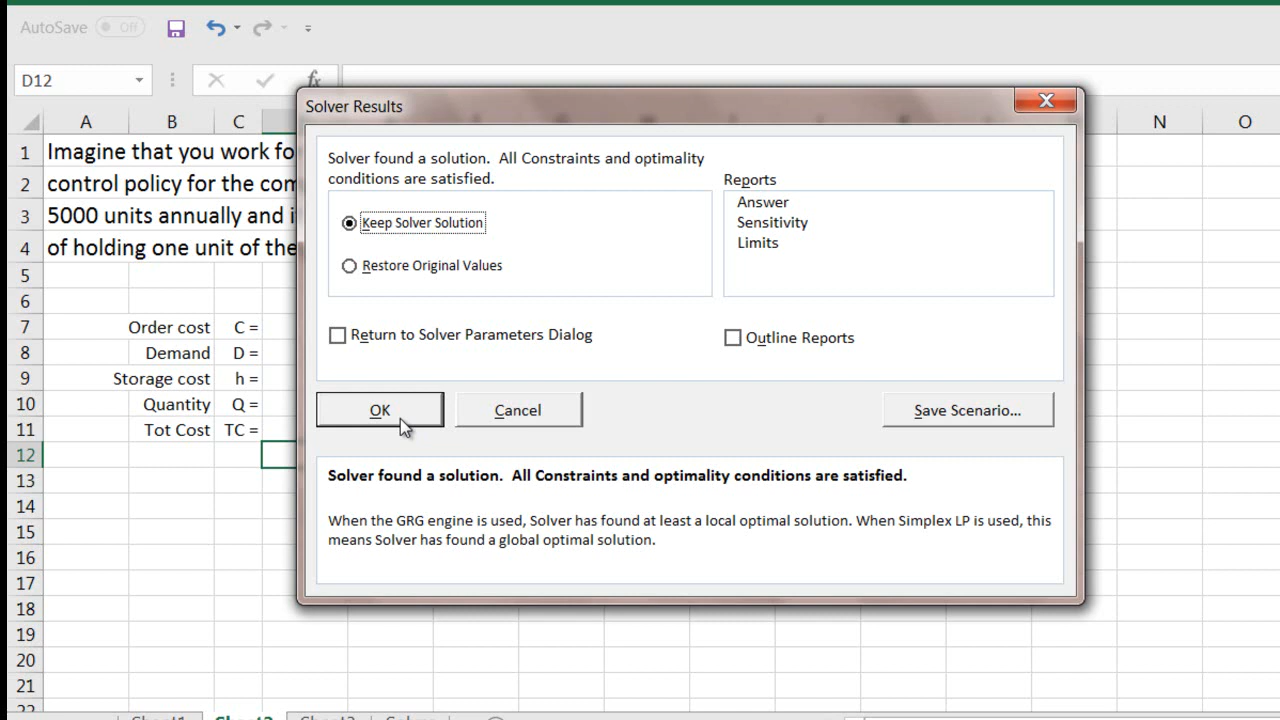 AutoSave Off
D12 fx
A B C N O
Solver Results
1 Imagine that you work fo
2 control policy for the com
3 5000 units annually and i
4 of holding one unit of the
5
6
7 Order cost C =
8 Demand D =
9 Storage cost h =
10 Quantity Q =
11 Tot Cost TC =
12
13
14
15
16
17
18
19
20
21
22
Solver found a solution. All Constraints and optimality
conditions are satisfied.
Keep Solver Solution
Restore Original Values
Reports
Answer
Sensitivity
Limits
Return to Solver Parameters Dialog
Outline Reports
OK Cancel Save Scenario...
Solver found a solution. All Constraints and optimality conditions are satisfied.
When the GRG engine is used, Solver has found at least a local optimal solution. When Simplex LP is used, this
means Solver has found a global optimal solution.